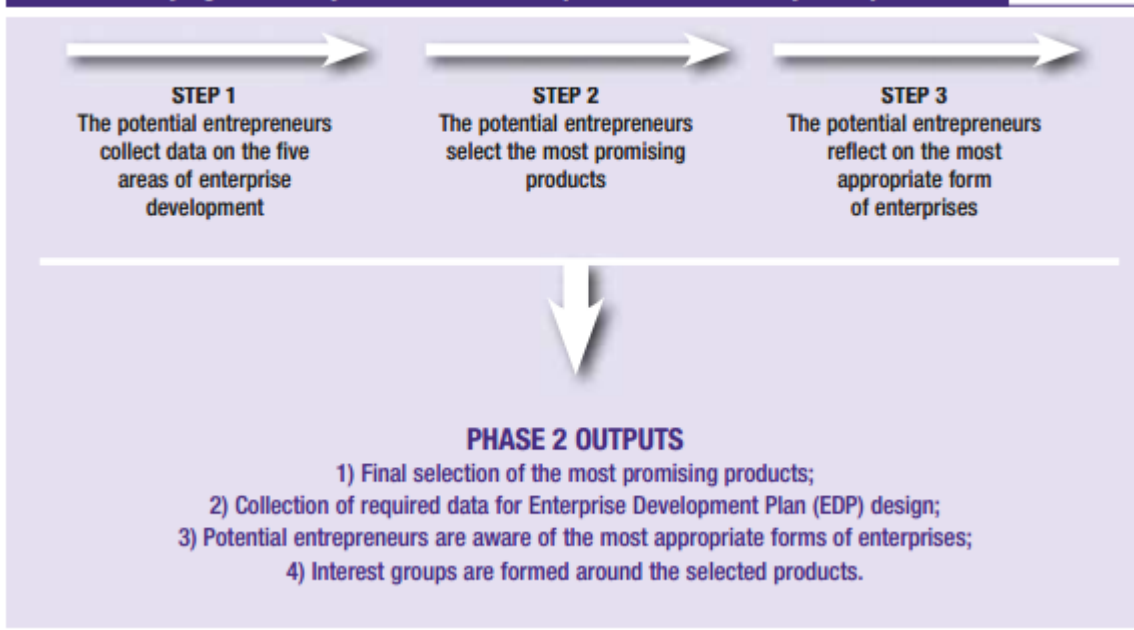 STEP 1
The potential entrepreneurs
collect data on the five
areas of enterprise
development
STEP 2
The potential entrepreneurs
select the most promising
products
STEP 3
The potential entrepreneurs
reflect on the most
appropriate form
of enterprises
PHASE 2 OUTPUTS
1) Final selection of the most promising products;
2) Collection of required data for Enterprise Development Plan (EDP) design;
3) Potential entrepreneurs are aware of the most appropriate forms of enterprises;
4) Interest groups are formed around the selected products.